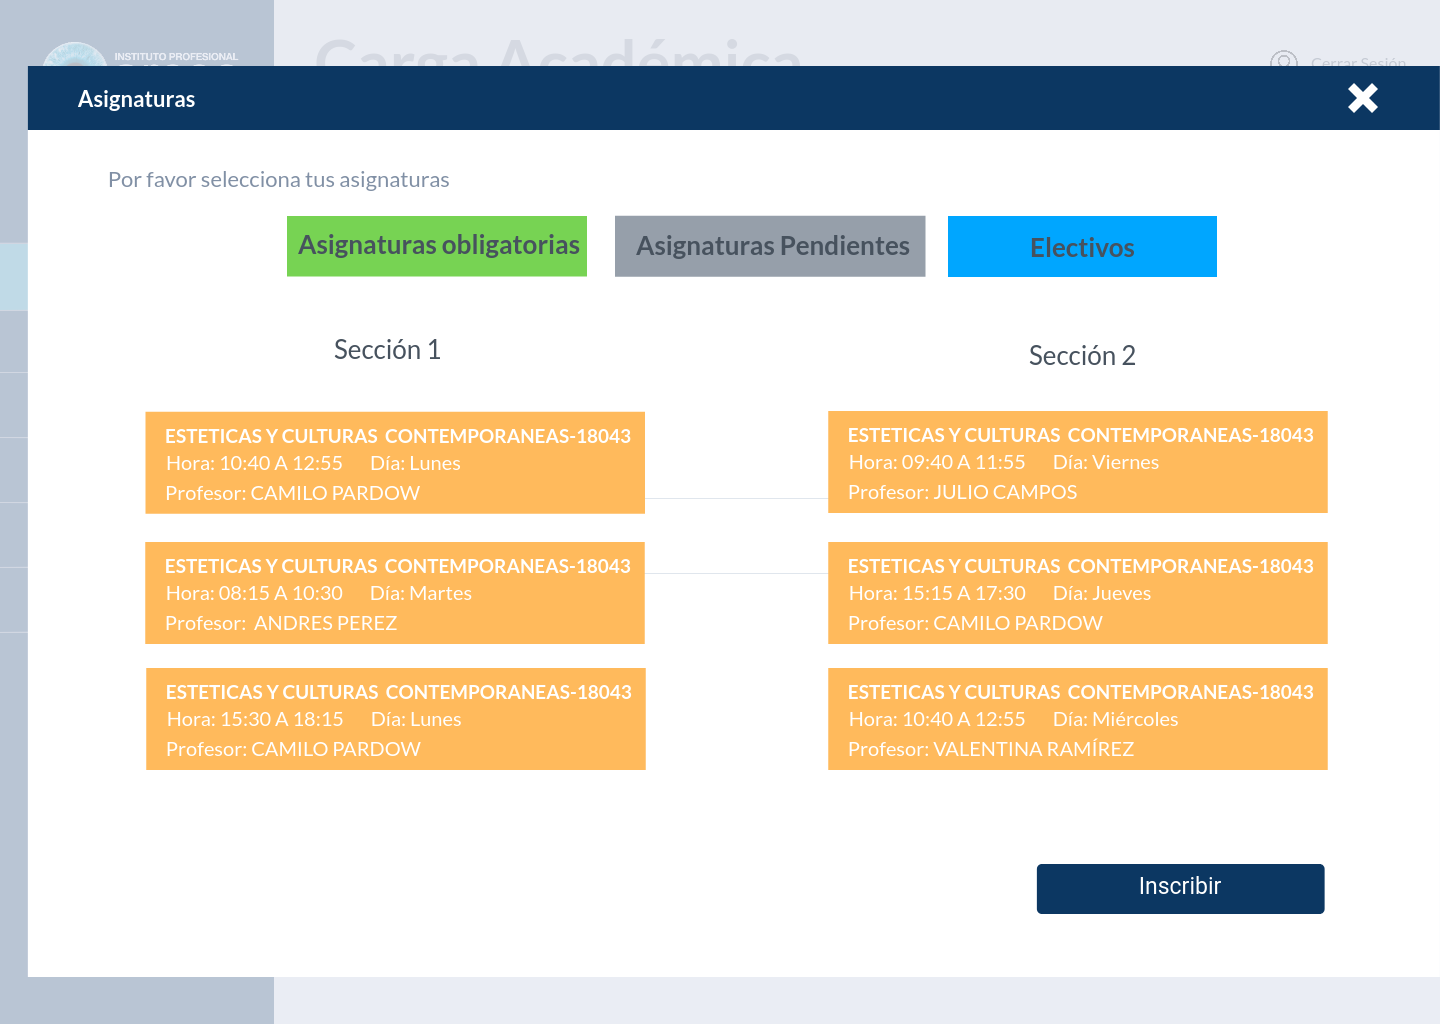 INSTITUTO PROFESIONAL
Carga Académica
Cerrar Sesión
Asignaturas
Por favor selecciona tus asignaturas
Asignaturas obligatorias
Asignaturas Pendientes
Electivos
Sección 1
Sección 2
ESTETICAS Y CULTURAS CONTEMPORANEAS-18043
Hora: 10:40 A 12:55 Día: Lunes
Profesor: CAMILO PARDOW
ESTETICAS Y CULTURAS CONTEMPORANEAS-18043
Hora: 09:40 A 11:55 Día: Viernes
Profesor: JULIO CAMPOS
ESTETICAS Y CULTURAS CONTEMPORANEAS-18043
Hora: 08:15 A 10:30 Día: Martes
Profesor: ANDRES PEREZ
ESTETICAS Y CULTURAS CONTEMPORANEAS-18043
Hora: 15:15 A 17:30 Día: Jueves
Profesor: CAMILO PARDOW
ESTETICAS Y CULTURAS CONTEMPORANEAS-18043
Hora: 15:30 A 18:15 Día: Lunes
Profesor: CAMILO PARDOW
ESTETICAS Y CULTURAS CONTEMPORANEAS-18043
Hora: 10:40 A 12:55 Día: Miércoles
Profesor: VALENTINA RAMÍREZ
Inscribir